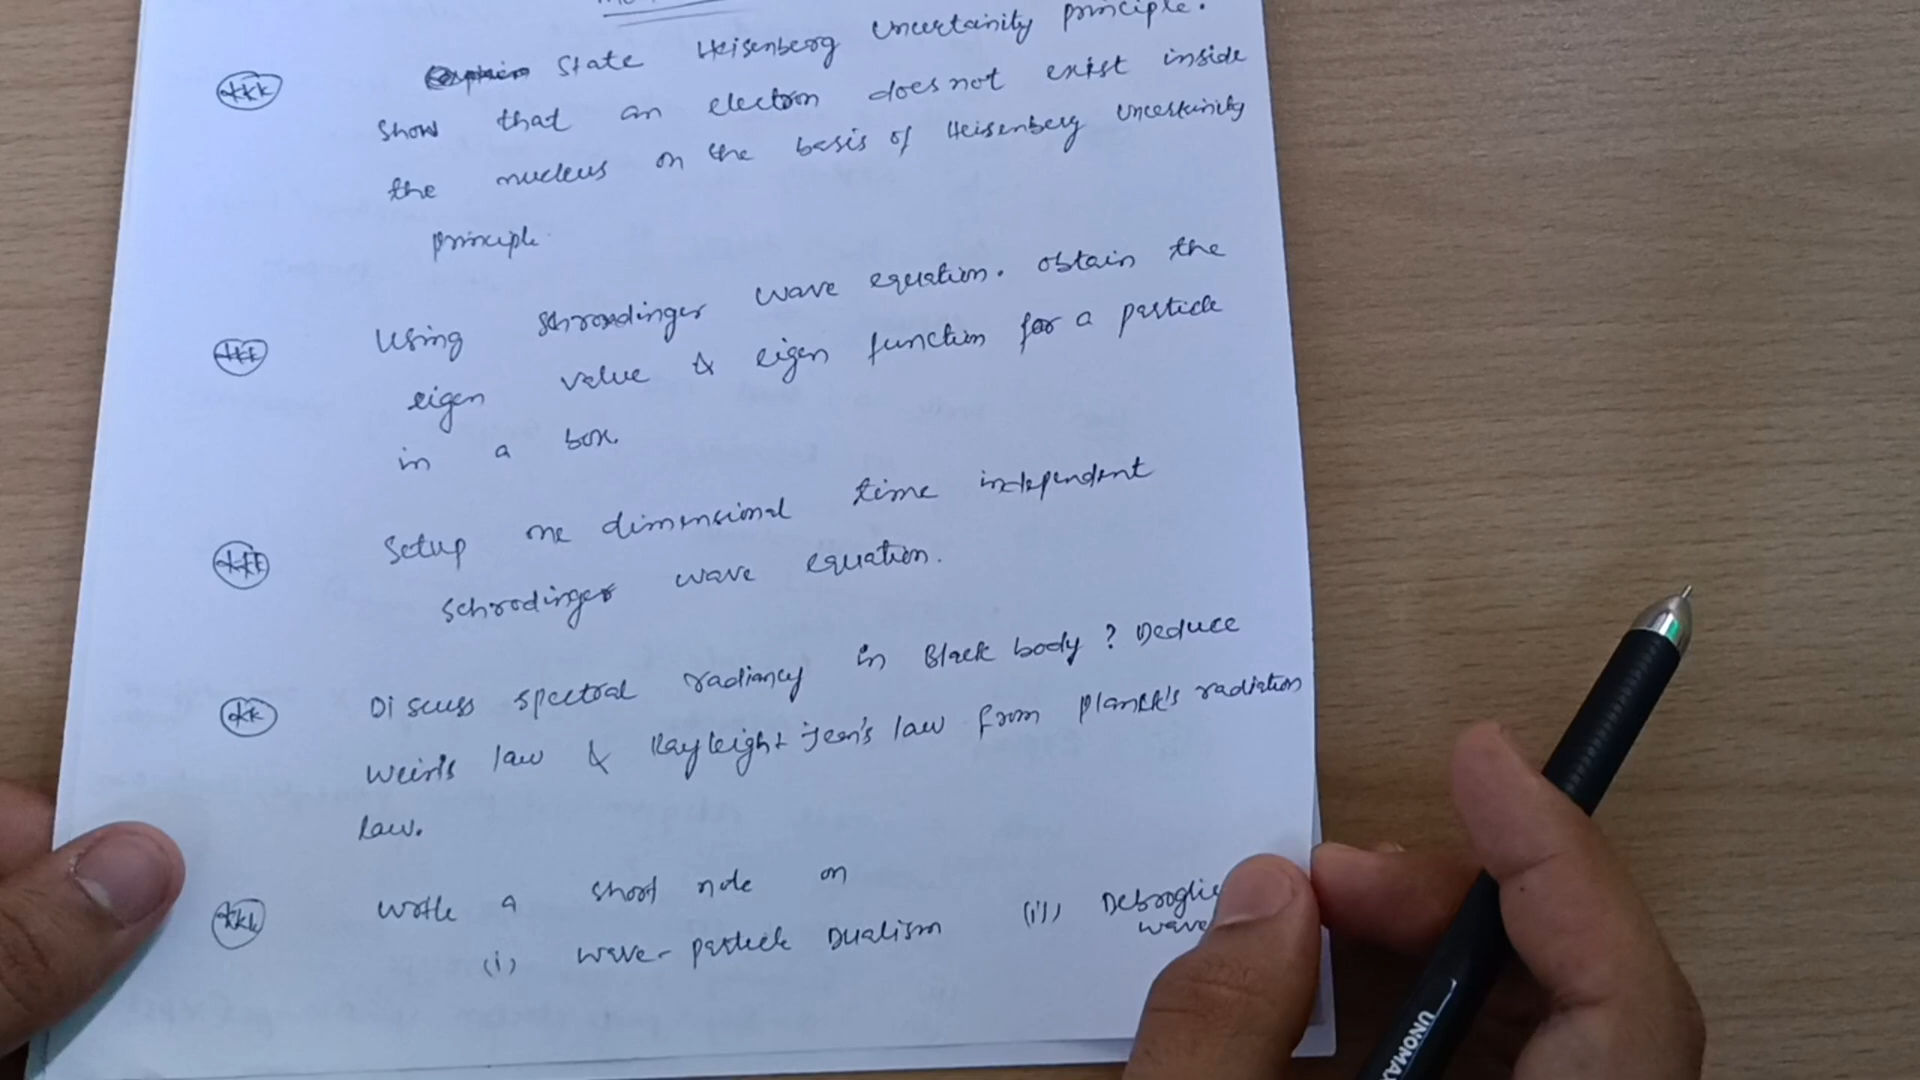 State Heisenberg Uncertainity principle.
show that an electron does not exist inside
the nucleus on the basis of Heisenberg Uncertainity
principle.
Using schrodinger wave equation. obtain the
eigen value & eigen function for a particle
in a box.
Setup one dimensional time independent
schrodinger wave equation.
Discuss spectral radiancy in Black body ? Deduce
Wein's law & Rayleigh & Jean's law from Planck's radiation
law.
Write a short note on
(i) wave-particle Dualism (ii) Debroglie
wave
UNOMAX